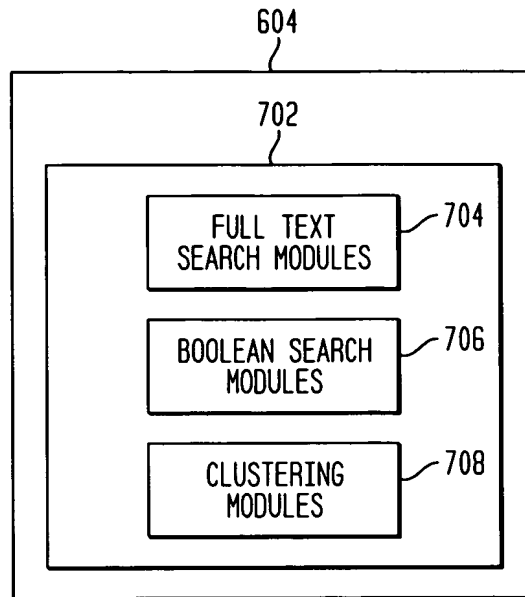 604
702
FULL TEXT
SEARCH MODULES
704
BOOLEAN SEARCH
MODULES
706
CLUSTERING
MODULES
708